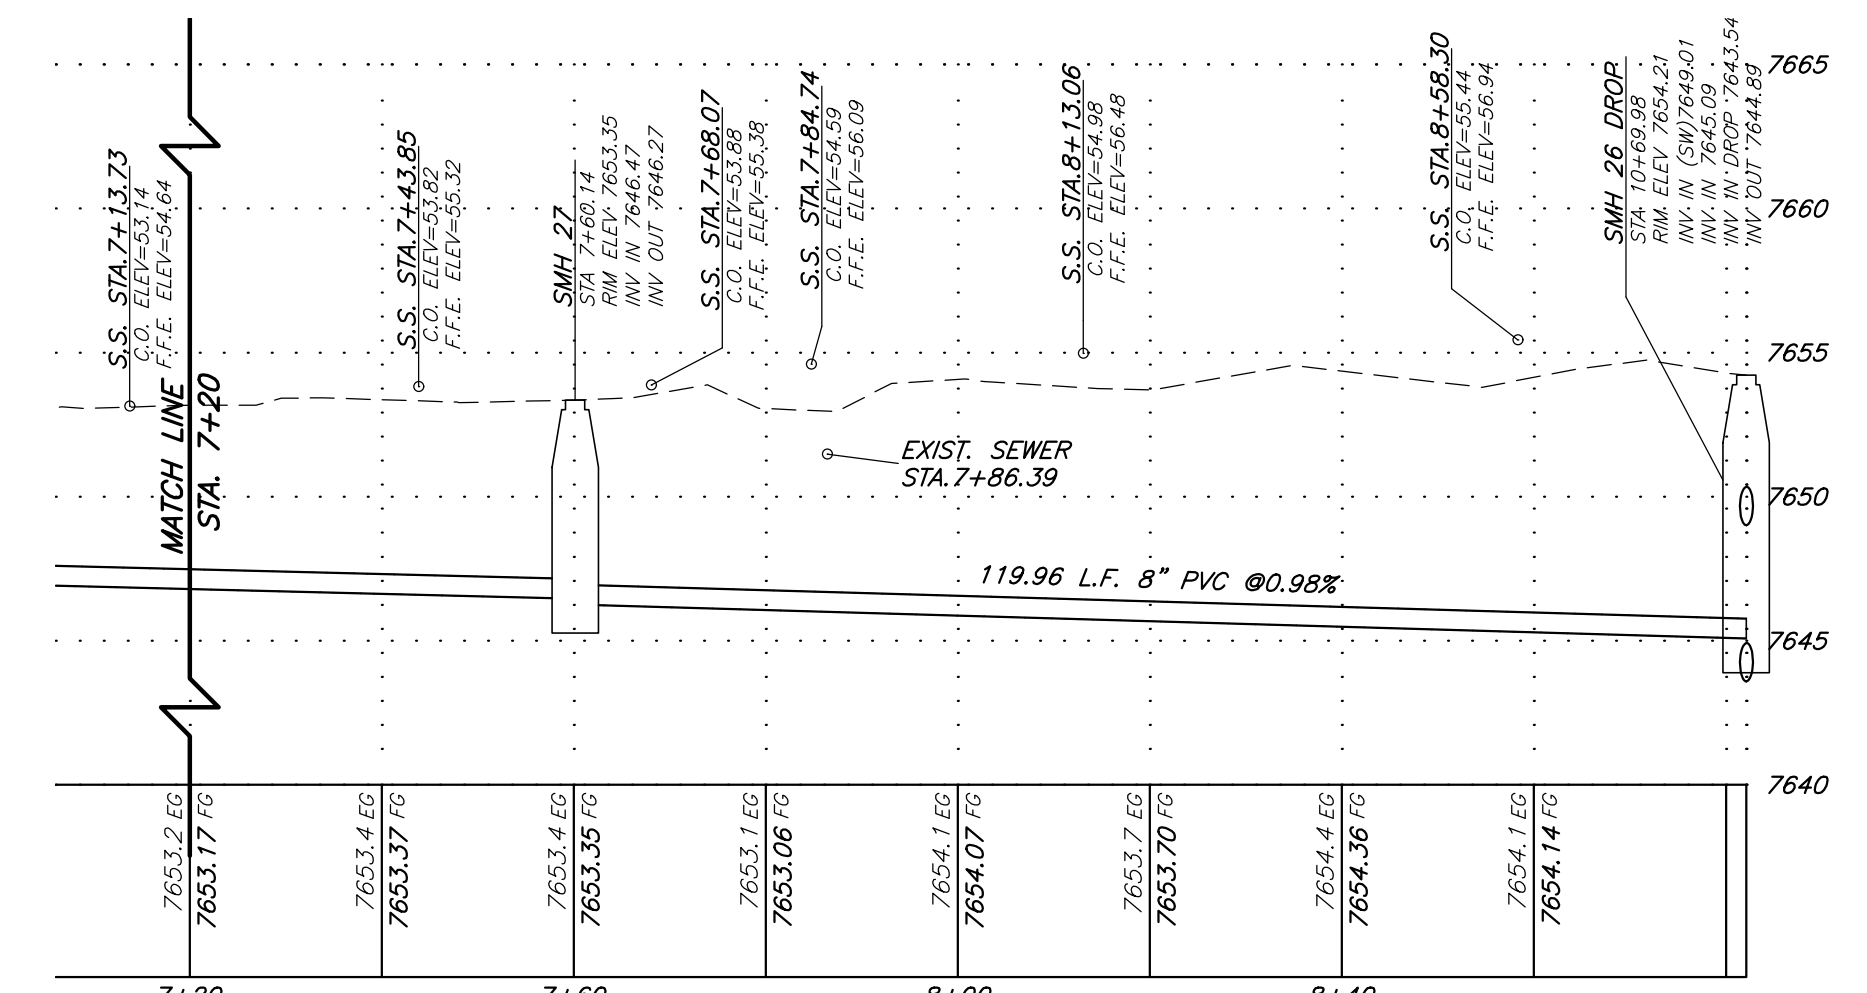 S.S. STA.7+13.73
C.O. ELEV=53.14
F.F.E. ELEV=54.64
MATCH LINE
STA. 7+20
S.S. STA.7+43.85
C.O. ELEV=53.82
F.F.E. ELEV=55.32
SMH 27
STA 7+60.14
RIM ELEV 7653.35
INV IN 7646.47
INV OUT 7646.27
S.S. STA.7+68.07
C.O. ELEV=53.88
F.F.E. ELEV=55.38
S.S. STA.7+84.74
C.O. ELEV=54.59
F.F.E. ELEV=56.09
S.S. STA.8+13.06
C.O. ELEV=54.98
F.F.E. ELEV=56.48
S.S. STA.8+58.30
C.O. ELEV=55.44
F.F.E. ELEV=56.94
SMH 26 DROP
STA 10+69.98
RIM ELEV 7654.21
INV IN (SW)7649.01
INV IN 7645.09
INV IN DROP 7643.54
INV OUT 7644.89
7665
7660
7655
7650
7645
7640
EXIST. SEWER
STA.7+86.39
119.96 L.F. 8" PVC @0.98%
7653.2 EG
7653.17 FG
7653.4 EG
7653.37 FG
7653.4 EG
7653.35 FG
7653.1 EG
7653.06 FG
7654.1 EG
7654.07 FG
7653.7 EG
7653.70 FG
7654.4 EG
7654.36 FG
7654.1 EG
7654.14 FG
7+20
7+60
8+00
8+40